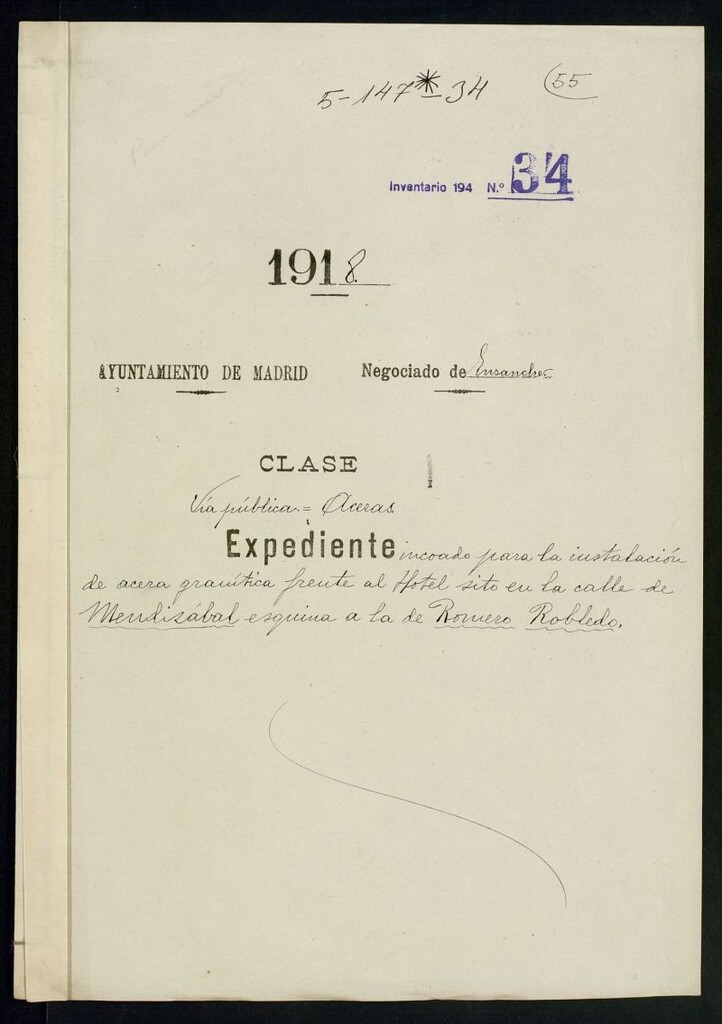 5-147*-34 55
Inventario 194 N.º 34
1918.
AYUNTAMIENTO DE MADRID Negociado de Ensanche
CLASE
Vía pública = Aceras
Expediente incoado para la instalación
de acera granítica frente al Hotel sito en la calle de
Mendizábal esquina a la de Romero Robledo.